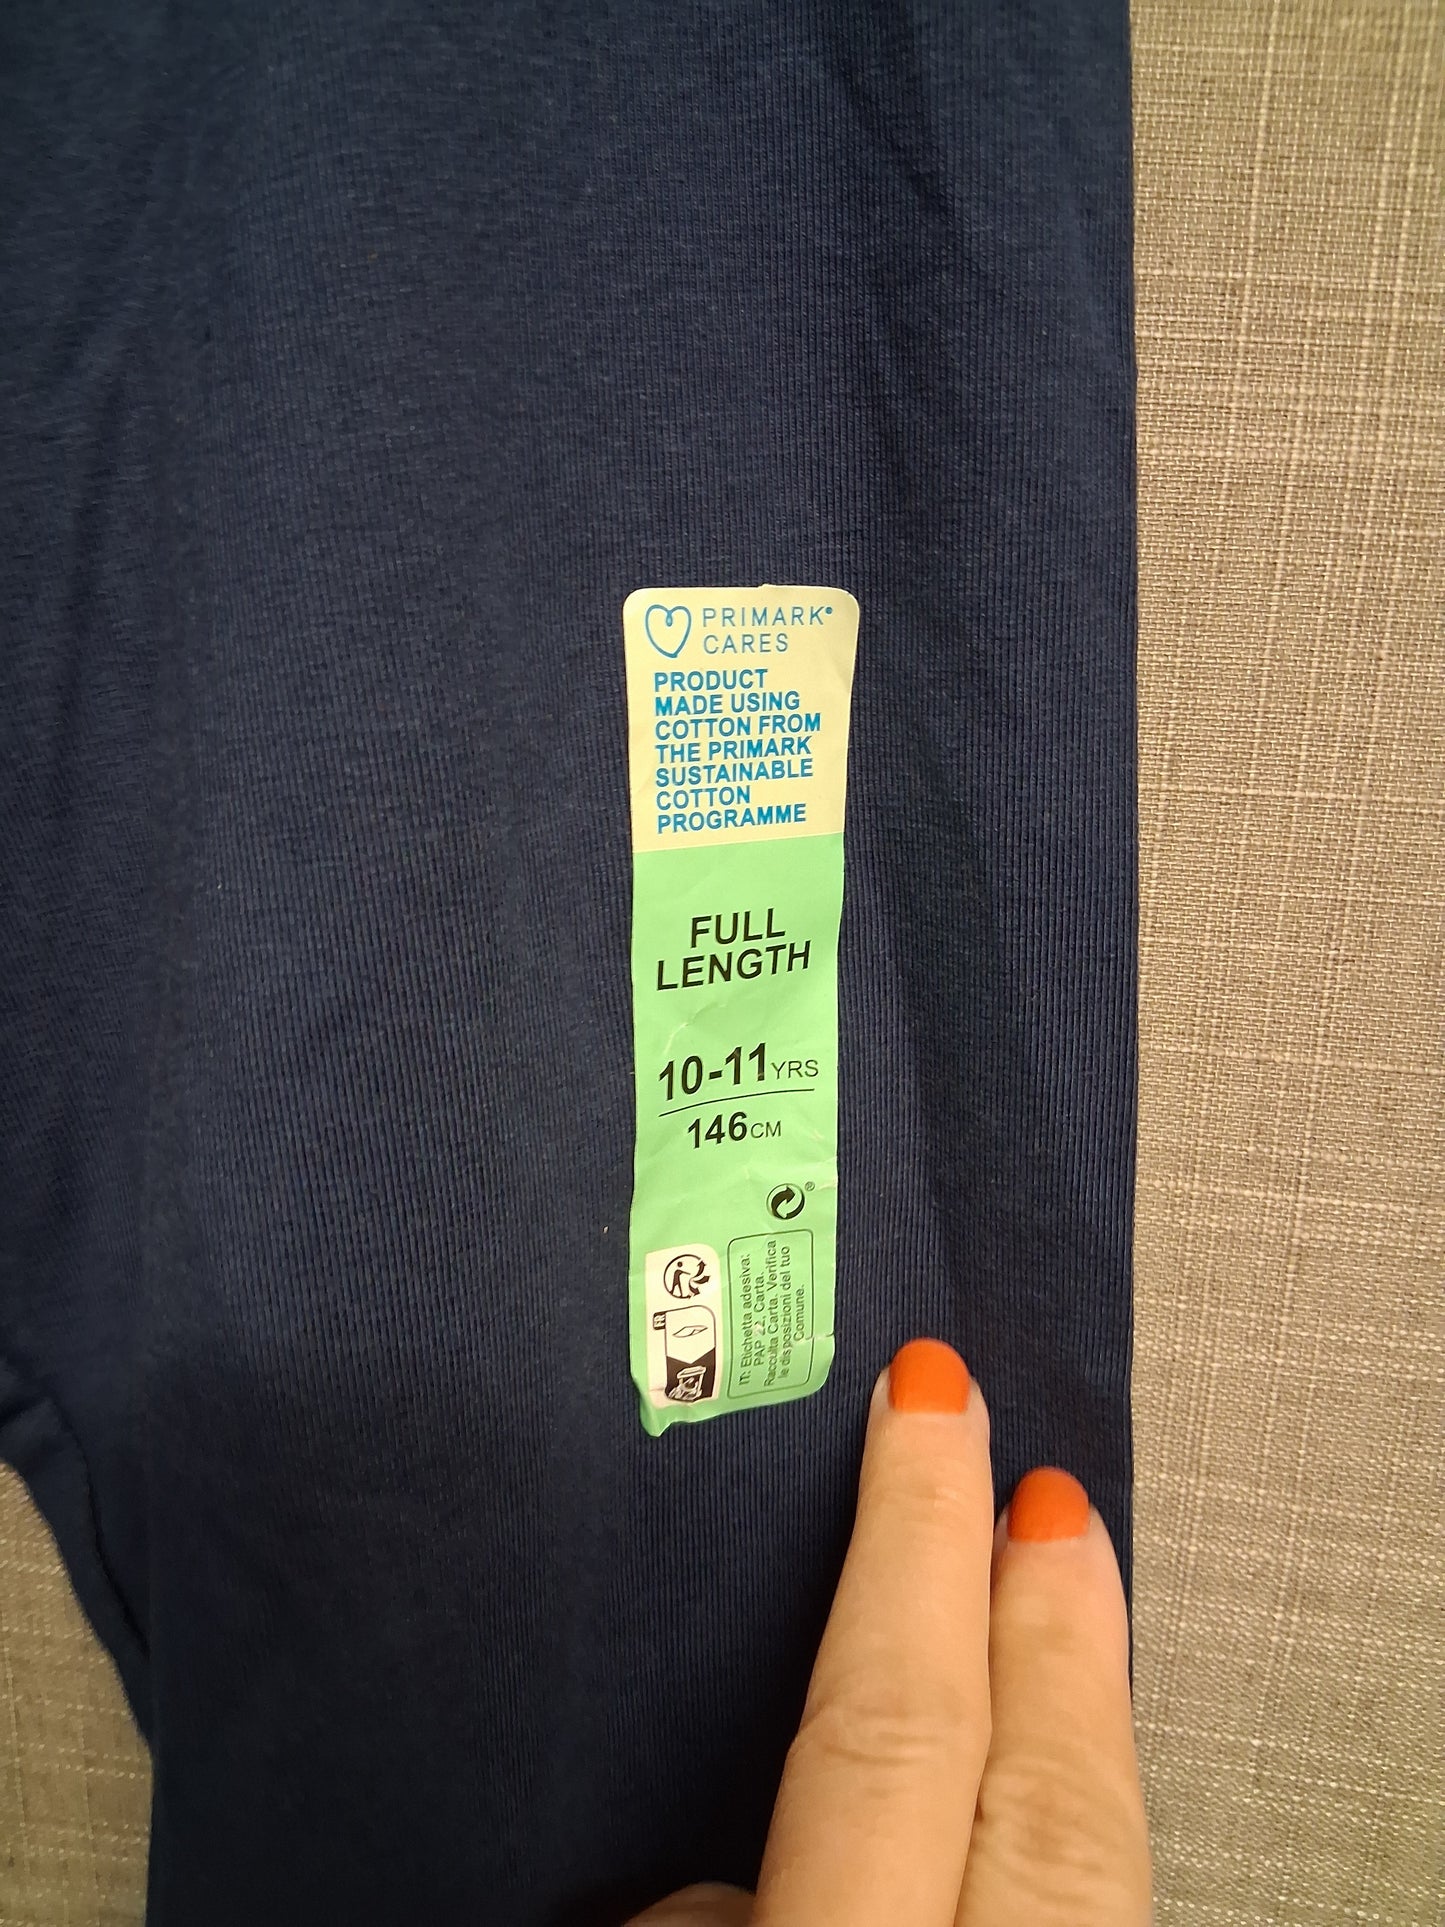 PRIMARK®
CARES
PRODUCT
MADE USING
COTTON FROM
THE PRIMARK
SUSTAINABLE
COTTON
PROGRAMME
FULL
LENGTH
10-11YRS
146CM
®
FR
IT: Etichetta adesiva:
PAP 22. Carta.
Raccolta Carta. Verifica
le disposizioni del tuo
Comune.